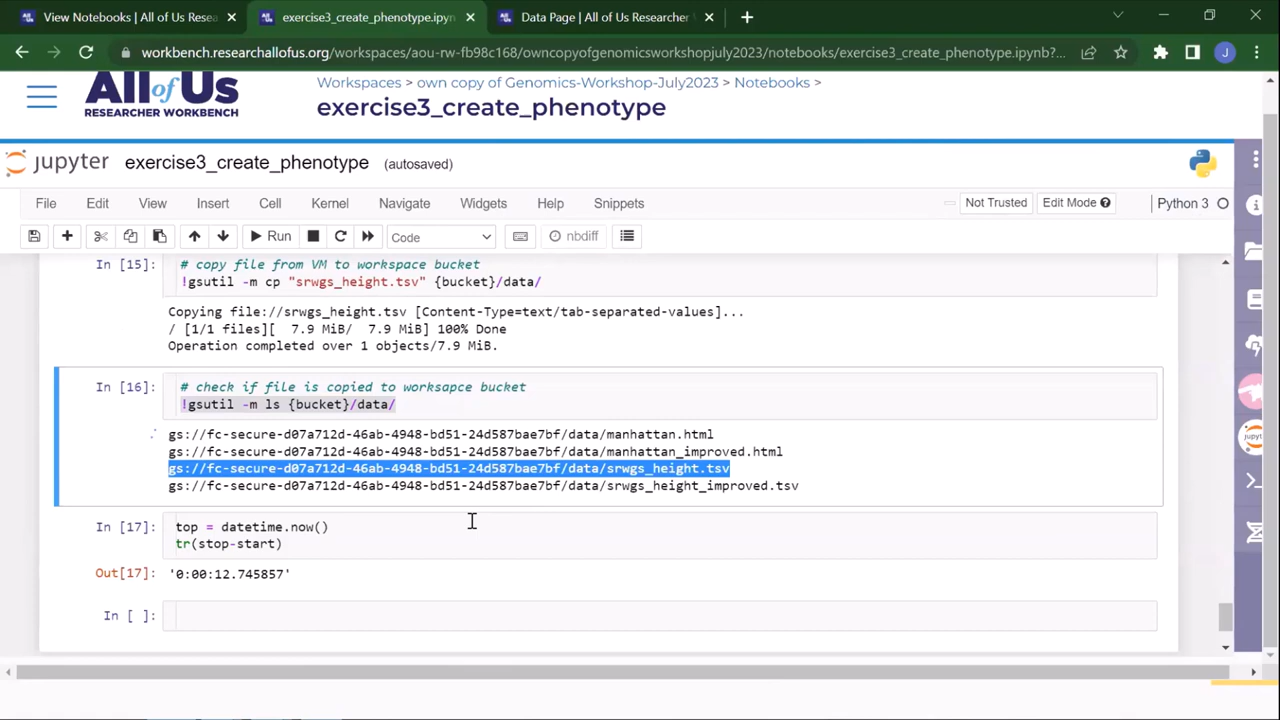 View Notebooks | All of Us Resea
exercise3_create_phenotype.ipyn
Data Page | All of Us Researcher
workbench.researchallofus.org/workspaces/aou-rw-fb98c168/owncopyofgenomicsworkshopjuly2023/notebooks/exercise3_create_phenotype.ipynb?...
J
All of Us
RESEARCHER WORKBENCH
Workspaces > own copy of Genomics-Workshop-July2023 > Notebooks >
exercise3_create_phenotype
jupyter exercise3_create_phenotype (autosaved)
File Edit View Insert Cell Kernel Navigate Widgets Help Snippets
Not Trusted Edit Mode Python 3
Run Code nbdiff
In [15]: # copy file from VM to workspace bucket
!gsutil -m cp "srwgs_height.tsv" {bucket}/data/
Copying file://srwgs_height.tsv [Content-Type=text/tab-separated-values]...
/ [1/1 files][ 7.9 MiB/ 7.9 MiB] 100% Done
Operation completed over 1 objects/7.9 MiB.
In [16]: # check if file is copied to worksapce bucket
!gsutil -m ls {bucket}/data/
gs://fc-secure-d07a712d-46ab-4948-bd51-24d587bae7bf/data/manhattan.html
gs://fc-secure-d07a712d-46ab-4948-bd51-24d587bae7bf/data/manhattan_improved.html
gs://fc-secure-d07a712d-46ab-4948-bd51-24d587bae7bf/data/srwgs_height.tsv
gs://fc-secure-d07a712d-46ab-4948-bd51-24d587bae7bf/data/srwgs_height_improved.tsv
In [17]: top = datetime.now()
tr(stop-start)
Out[17]: '0:00:12.745857'
In [ ]: